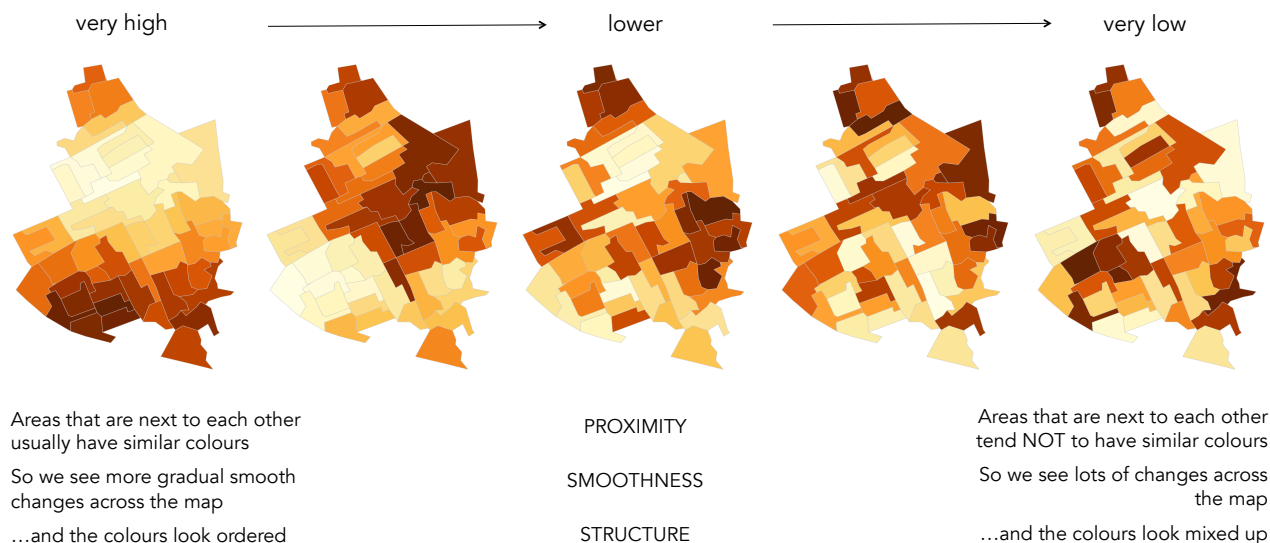 very high
lower
very low
Areas that are next to each other
usually have similar colours
So we see more gradual smooth
changes across the map
…and the colours look ordered
PROXIMITY
SMOOTHNESS
STRUCTURE
Areas that are next to each other
tend NOT to have similar colours
So we see lots of changes across
the map
…and the colours look mixed up